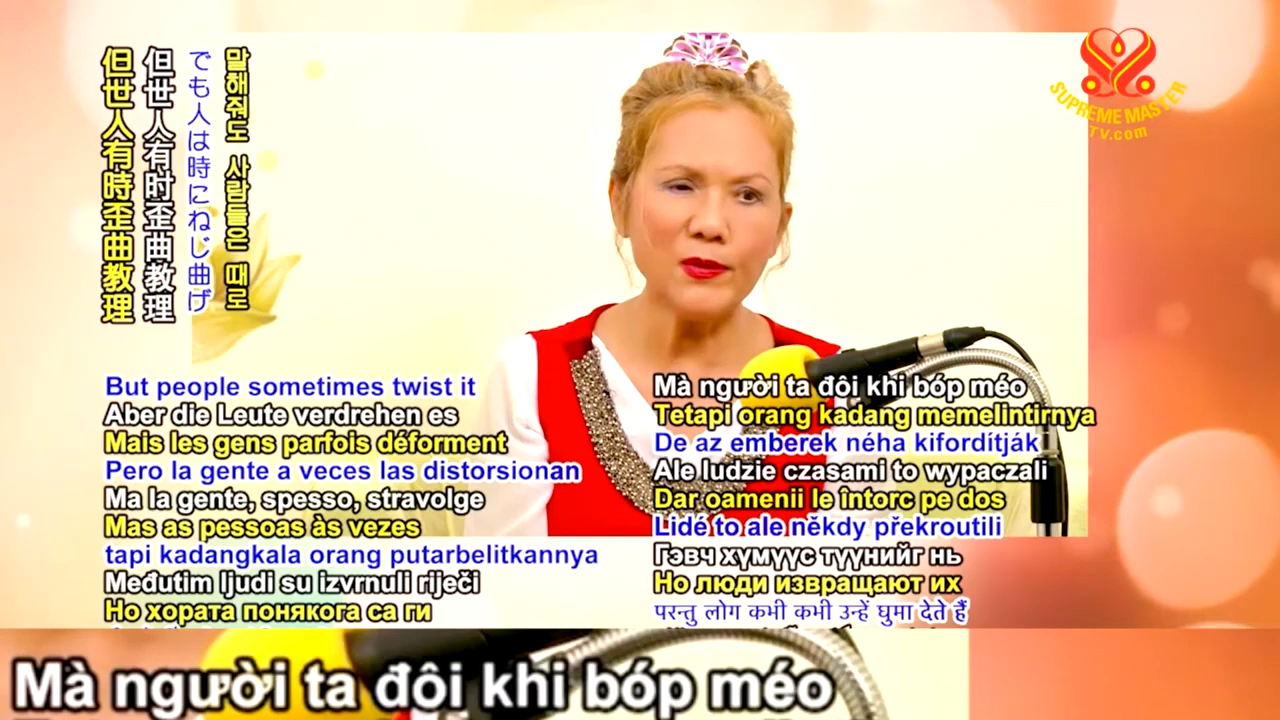 但世人有時歪曲教理
但世人有时歪曲教理
でも人は時にねじ曲げ
말해줘도 사람들은 때로
SUPREME MASTER
TV.com
But people sometimes twist it
Aber die Leute verdrehen es
Mais les gens parfois déforment
Pero la gente a veces las distorsionan
Ma la gente, spesso, stravolge
Mas as pessoas às vezes
tapi kadangkala orang putarbelitkannya
Međutim ljudi su izvrnuli riječi
Но хората понякога са ги
Mà người ta đôi khi bóp méo
Tetapi orang kadang memelintirnya
De az emberek néha kifordítják
Ale ludzie czasami to wypaczali
Dar oamenii le întorc pe dos
Lidé to ale někdy překroutili
Гэвч хүмүүс түүнийг нь
Но люди извращают их
परन्तु लोग कभी कभी उन्हें घुमा देते हैं
Mà người ta đôi khi bóp méo